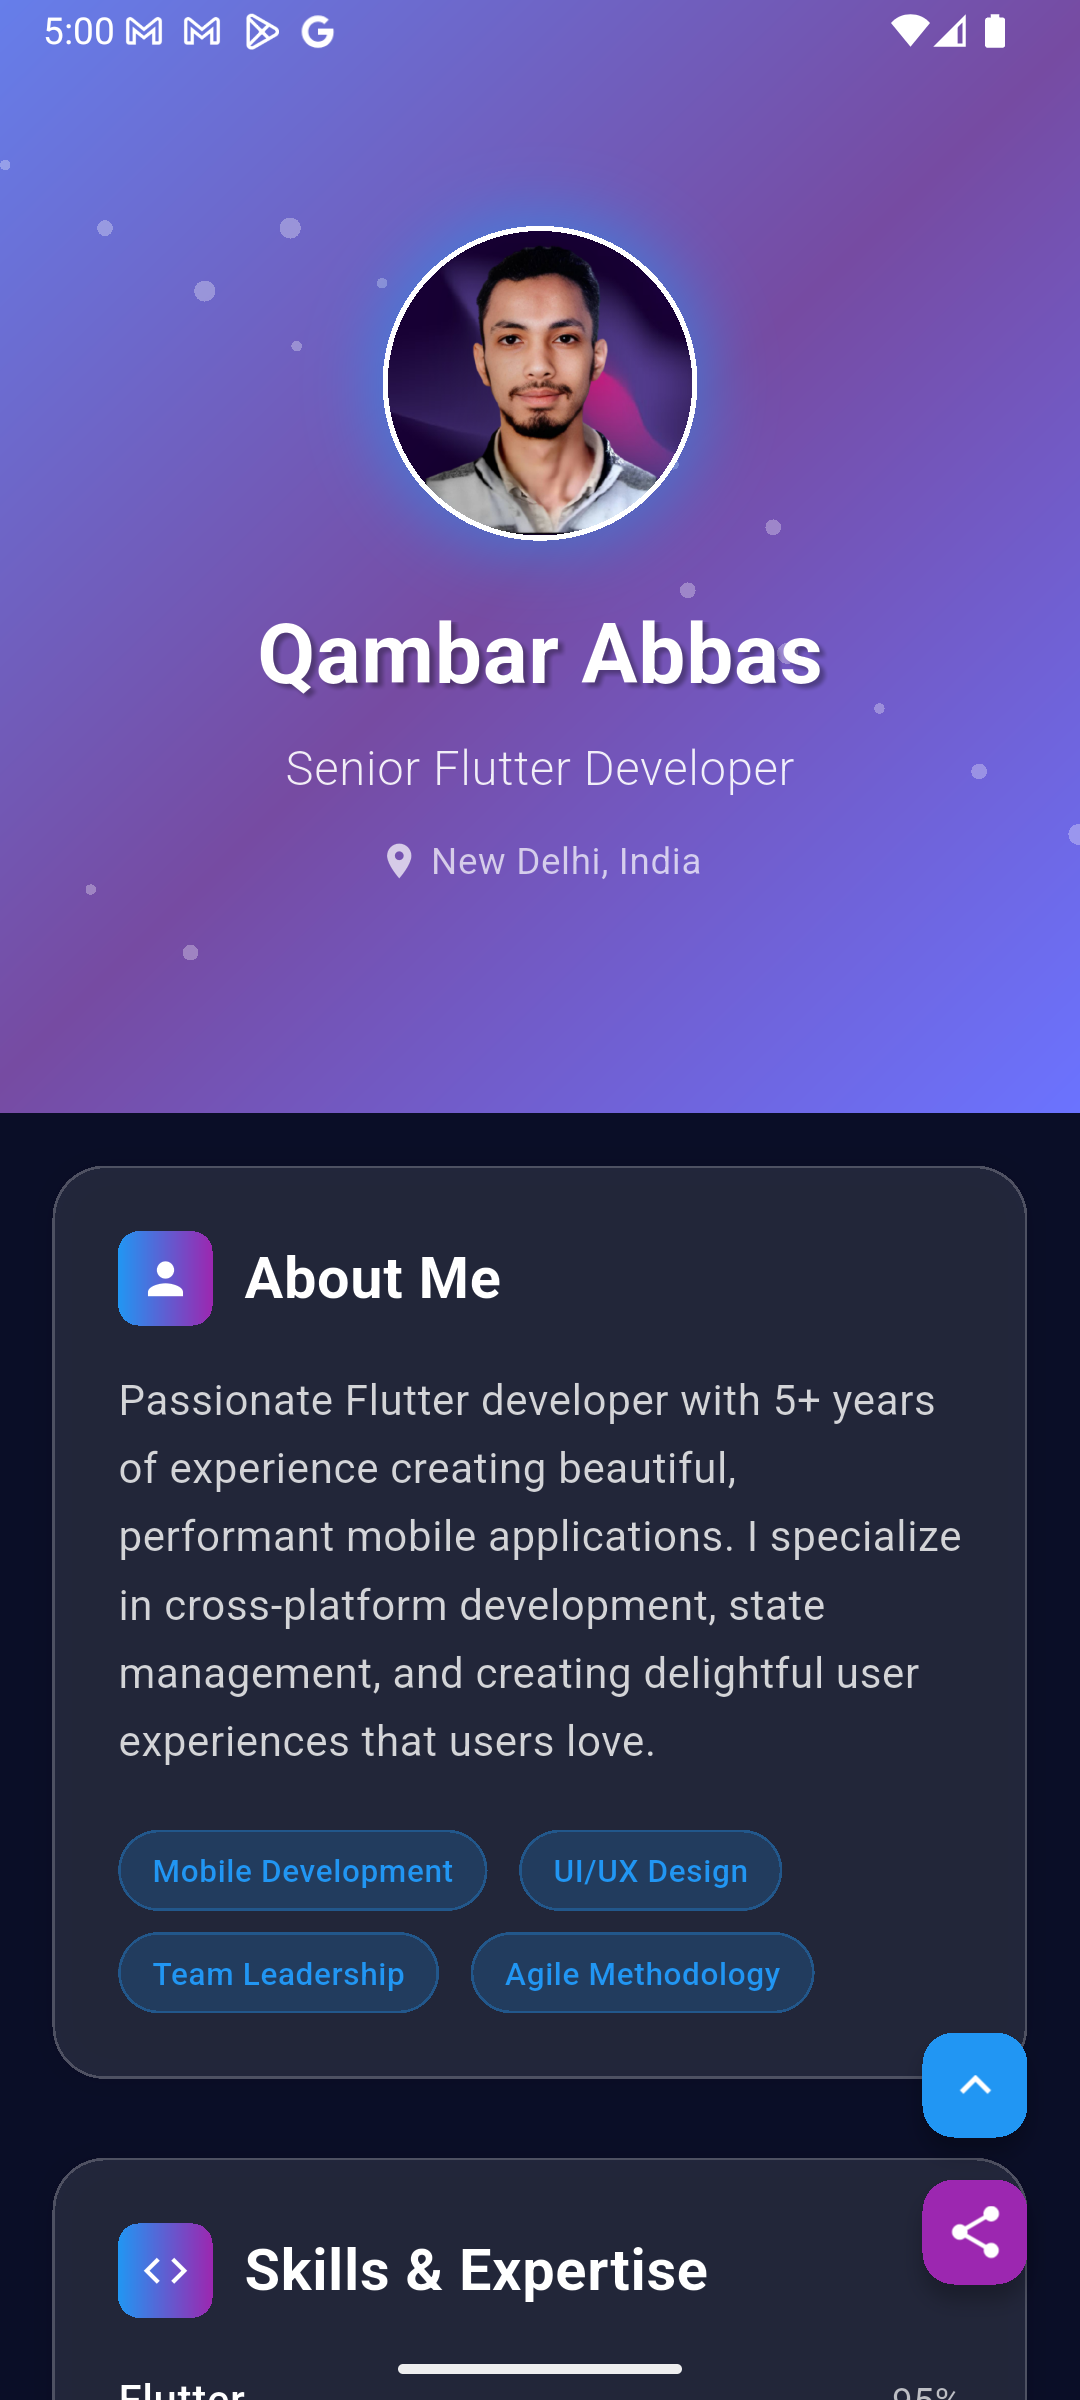 5:00
Qambar Abbas
Senior Flutter Developer
New Delhi, India
About Me
Passionate Flutter developer with 5+ years
of experience creating beautiful,
performant mobile applications. I specialize
in cross-platform development, state
management, and creating delightful user
experiences that users love.
Mobile Development
UI/UX Design
Team Leadership
Agile Methodology
Skills & Expertise
Flutter
95%